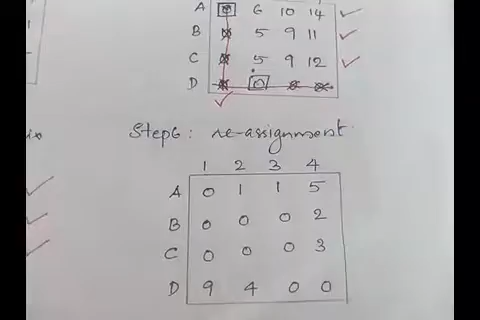 A 0 6 10 14 ✓
B 0 5 9 11 ✓
C 0 5 9 12 ✓
D 0 0 0 0
✓
Step 6 : re-assignment.
1 2 3 4
A 0 1 1 5
B 0 0 0 2
C 0 0 0 3
D 9 4 0 0